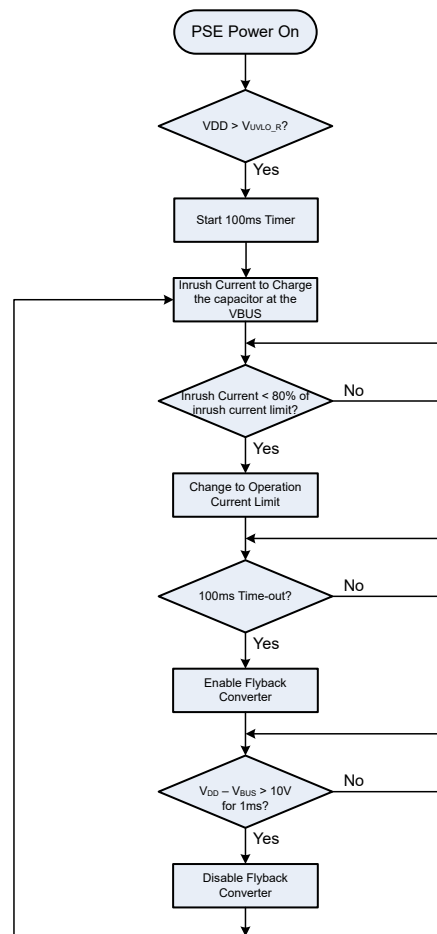 PSE Power On
VDD > VUVLO_R?
Yes
Start 100ms Timer
Inrush Current to Charge
the capacitor at the
VBUS
Inrush Current < 80% of
inrush current limit?
No
Yes
Change to Operation
Current Limit
100ms Time-out?
No
Yes
Enable Flyback
Converter
VDD – VBUS > 10V
for 1ms?
No
Yes
Disable Flyback
Converter